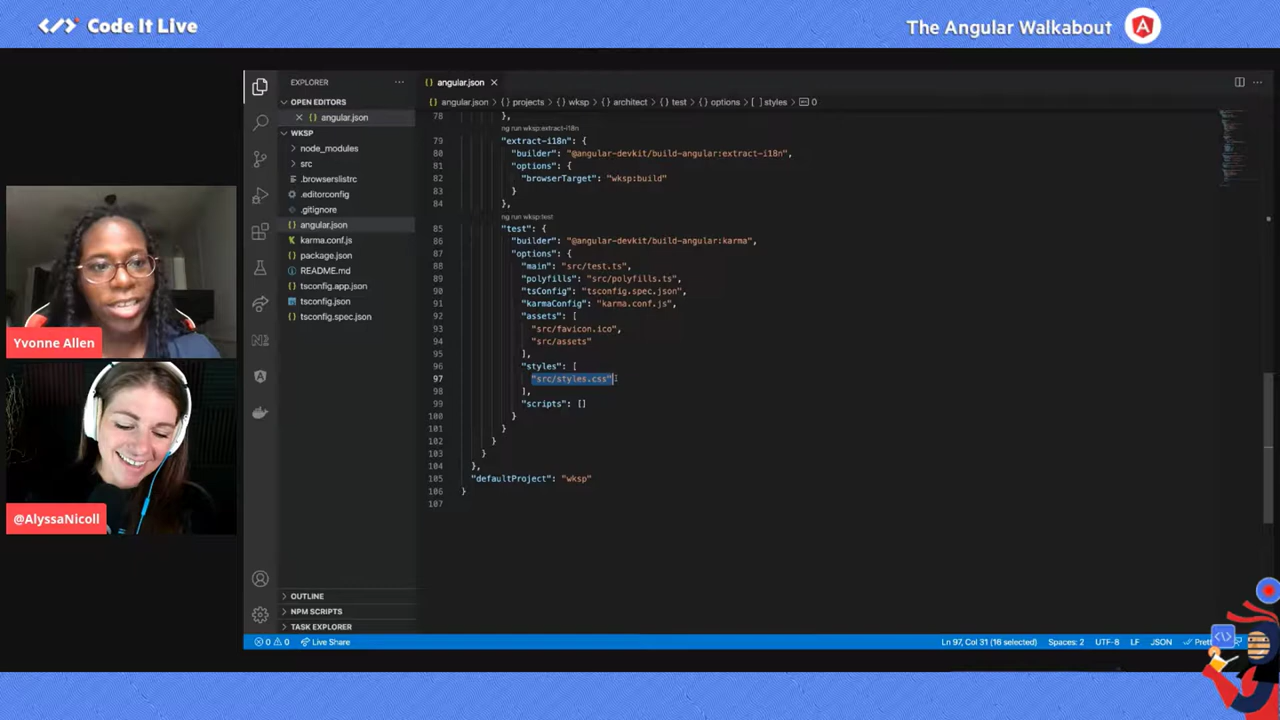 </> Code It Live
The Angular Walkabout
EXPLORER
OPEN EDITORS
angular.json
WKSP
node_modules
src
.browserslistrc
.editorconfig
.gitignore
angular.json
karma.conf.js
package.json
README.md
tsconfig.app.json
tsconfig.json
tsconfig.spec.json
OUTLINE
NPM SCRIPTS
TASK EXPLORER
angular.json
angular.json > {} projects > {} wksp > {} architect > {} test > {} options > [ ] styles > 0
78 },
ng run wksp:extract-i18n
79 "extract-i18n": {
80 "builder": "@angular-devkit/build-angular:extract-i18n",
81 "options": {
82 "browserTarget": "wksp:build"
83 }
84 },
ng run wksp:test
85 "test": {
86 "builder": "@angular-devkit/build-angular:karma",
87 "options": {
88 "main": "src/test.ts",
89 "polyfills": "src/polyfills.ts",
90 "tsConfig": "tsconfig.spec.json",
91 "karmaConfig": "karma.conf.js",
92 "assets": [
93 "src/favicon.ico",
94 "src/assets"
95 ],
96 "styles": [
97 "src/styles.css"
98 ],
99 "scripts": []
100 }
101 }
102 }
103 }
104 },
105 "defaultProject": "wksp"
106 }
107
Yvonne Allen
@AlyssaNicoll
0 0 Live Share
Ln 97, Col 31 (16 selected) Spaces: 2 UTF-8 LF JSON